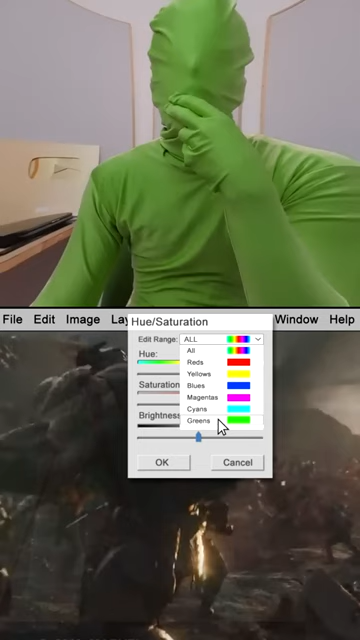 File Edit Image Lay Window Help
Hue/Saturation
Edit Range: ALL
Hue:
All
Reds
Yellows
Saturation
Blues
Magentas
Cyans
Brightness
Greens
OK Cancel